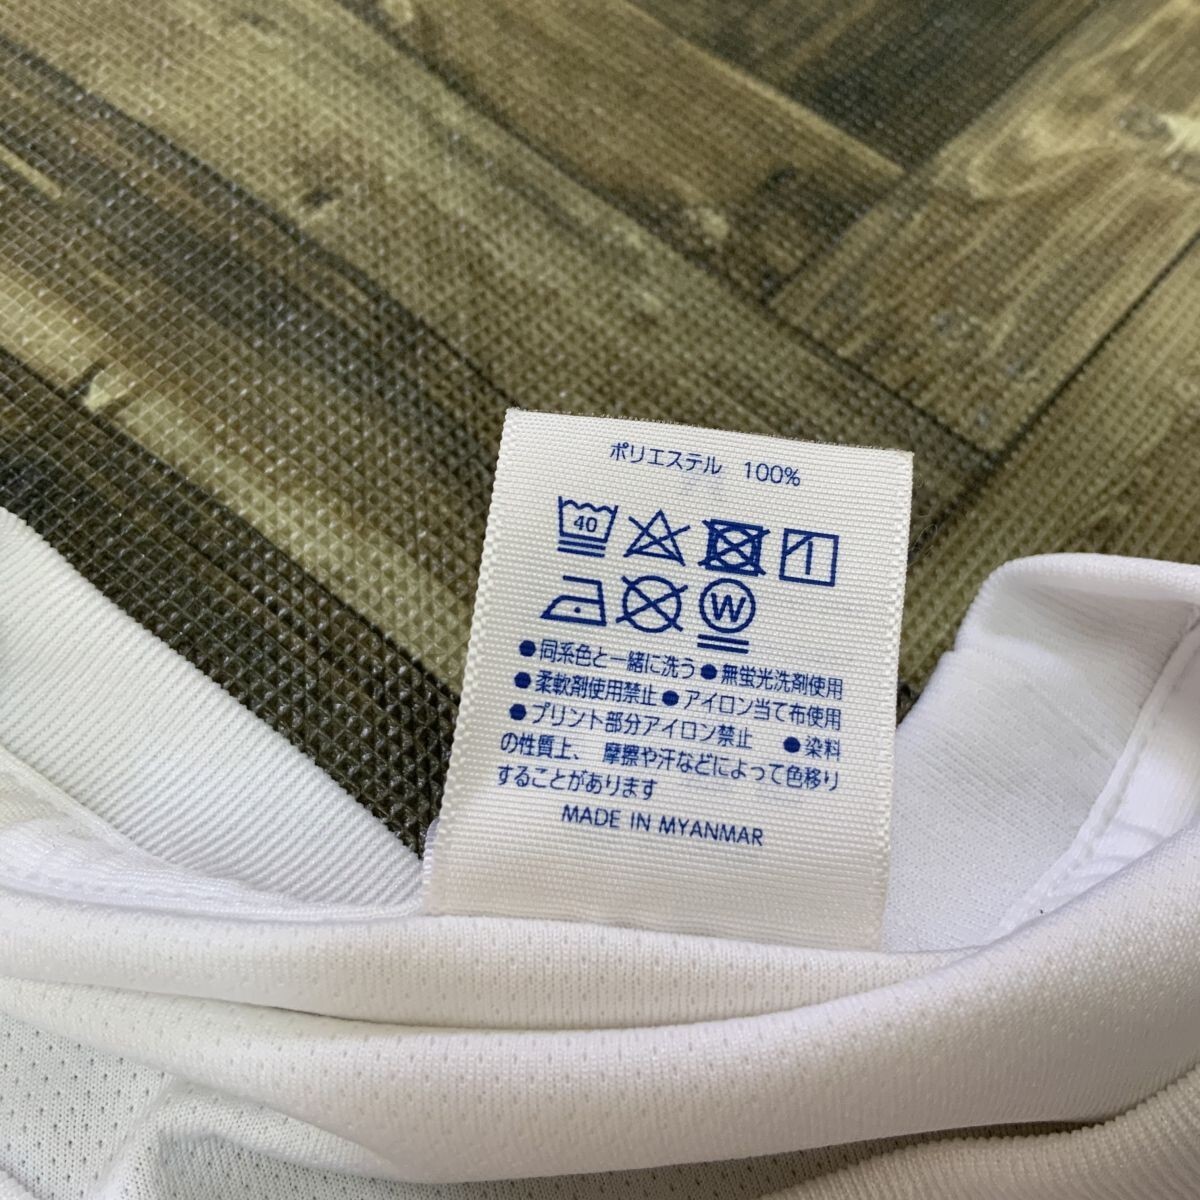 ポリエステル 100%
40
W
●同系色と一緒に洗う ●無蛍光洗剤使用
●柔軟剤使用禁止 ●アイロン当て布使用
●プリント部分アイロン禁止 ●染料
の性質上、摩擦や汗などによって色移り
することがあります
MADE IN MYANMAR